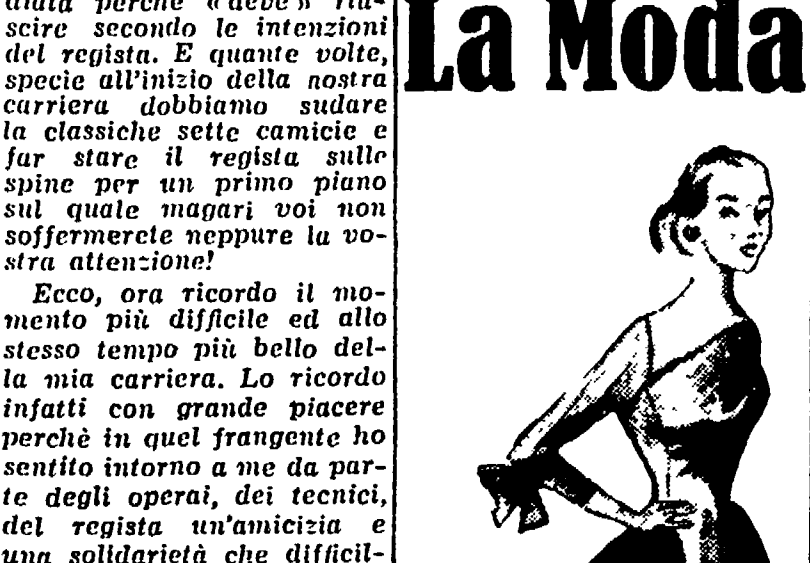 perchè «deve» riu-
scire secondo le intenzioni
del regista. E quante volte,
specie all'inizio della nostra
carriera dobbiamo sudare
la classiche sette camicie e
far stare il regista sulle
spine per un primo piano
sul quale magari voi non
soffermerete neppure la vo-
stra attenzione!
Ecco, ora ricordo il mo-
mento più difficile ed allo
stesso tempo più bello del-
la mia carriera. Lo ricordo
infatti con grande piacere
perchè in quel frangente ho
sentito intorno a me da par-
te degli operai, dei tecnici,
del regista un'amicizia e
una solidarietà che difficil-
La Moda